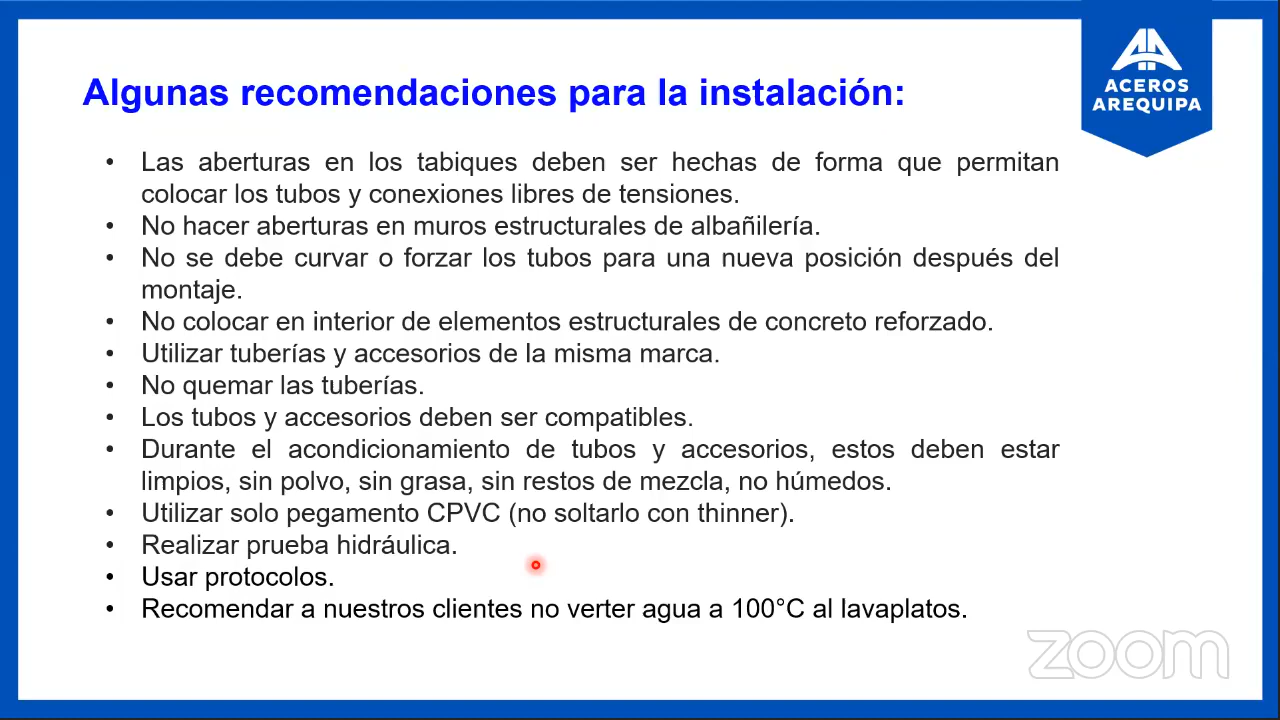 Algunas recomendaciones para la instalación:
ACEROS
AREQUIPA
• Las aberturas en los tabiques deben ser hechas de forma que permitan
colocar los tubos y conexiones libres de tensiones.
• No hacer aberturas en muros estructurales de albañilería.
• No se debe curvar o forzar los tubos para una nueva posición después del
montaje.
• No colocar en interior de elementos estructurales de concreto reforzado.
• Utilizar tuberías y accesorios de la misma marca.
• No quemar las tuberías.
• Los tubos y accesorios deben ser compatibles.
• Durante el acondicionamiento de tubos y accesorios, estos deben estar
limpios, sin polvo, sin grasa, sin restos de mezcla, no húmedos.
• Utilizar solo pegamento CPVC (no soltarlo con thinner).
• Realizar prueba hidráulica.
• Usar protocolos.
• Recomendar a nuestros clientes no verter agua a 100°C al lavaplatos.
zoom